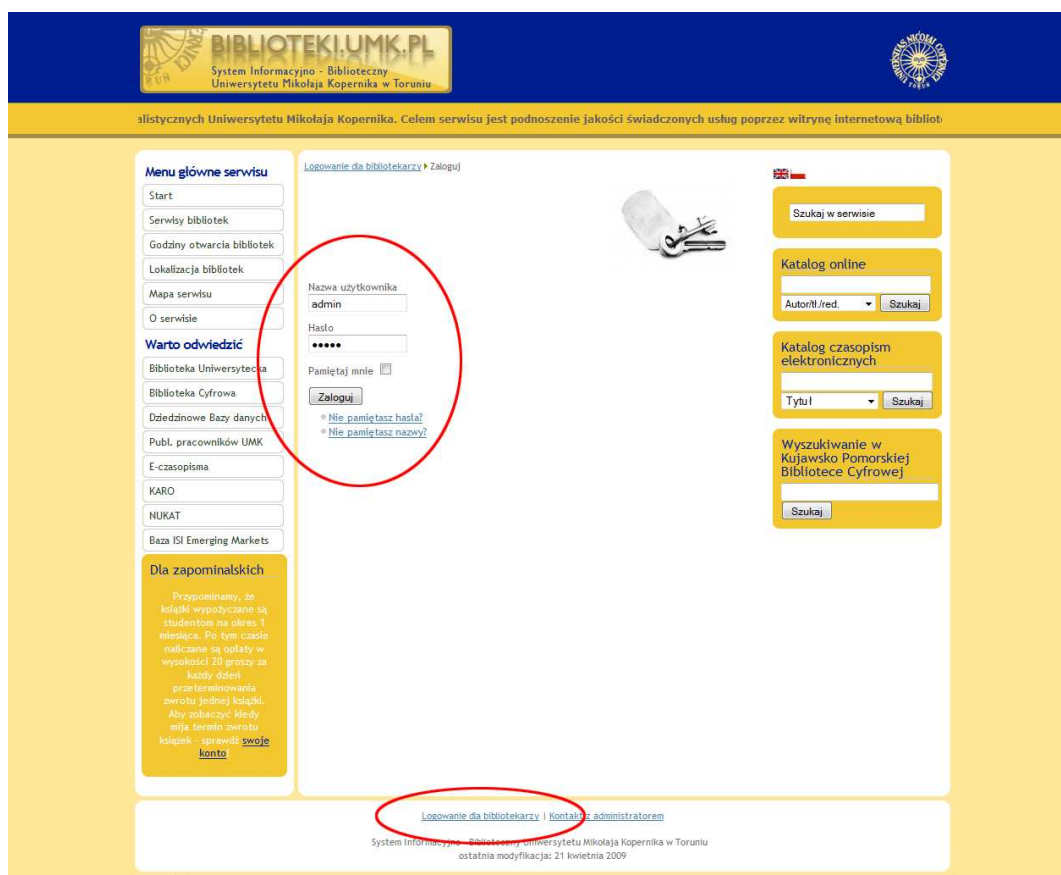 BIBLIOTEKI.UMK.PL
System Informacyjno - Biblioteczny
Uniwersytetu Mikołaja Kopernika w Toruniu
alistycznych Uniwersytetu Mikołaja Kopernika. Celem serwisu jest podnoszenie jakości świadczonych usług poprzez witrynę internetową bibliot
Menu główne serwisu
Start
Serwisy bibliotek
Godziny otwarcia bibliotek
Lokalizacja bibliotek
Mapa serwisu
O serwisie
Warto odwiedzić
Biblioteka Uniwersytecka
Biblioteka Cyfrowa
Dziedzinowe Bazy danych
Publ. pracowników UMK
E-czasopisma
KARO
NUKAT
Baza ISI Emerging Markets
Dla zapominalskich
Przypominamy, że
książki wypożyczane są
studentom na okres 1
miesiąca. Po tym czasie
naliczane są opłaty w
wysokości 20 groszy za
każdy dzień
przeterminowania
zwrotu jednej książki.
Aby zobaczyć kiedy
mija termin zwrotu
książek - sprawdź swoje
konto!
Logowanie dla bibliotekarzy Zaloguj
Nazwa użytkownika
admin
Hasło
•••••
Pamiętaj mnie
Zaloguj
Nie pamiętasz hasła?
Nie pamiętasz nazwy?
Szukaj w serwisie
Katalog online
Autor/tł./red. Szukaj
Katalog czasopism
elektronicznych
Tytuł Szukaj
Wyszukiwanie w
Kujawsko Pomorskiej
Bibliotece Cyfrowej
Szukaj
Logowanie dla bibliotekarzy | Kontakt z administratorem
System Informacyjno - Biblioteczny Uniwersytetu Mikołaja Kopernika w Toruniu
ostatnia modyfikacja: 21 kwietnia 2009